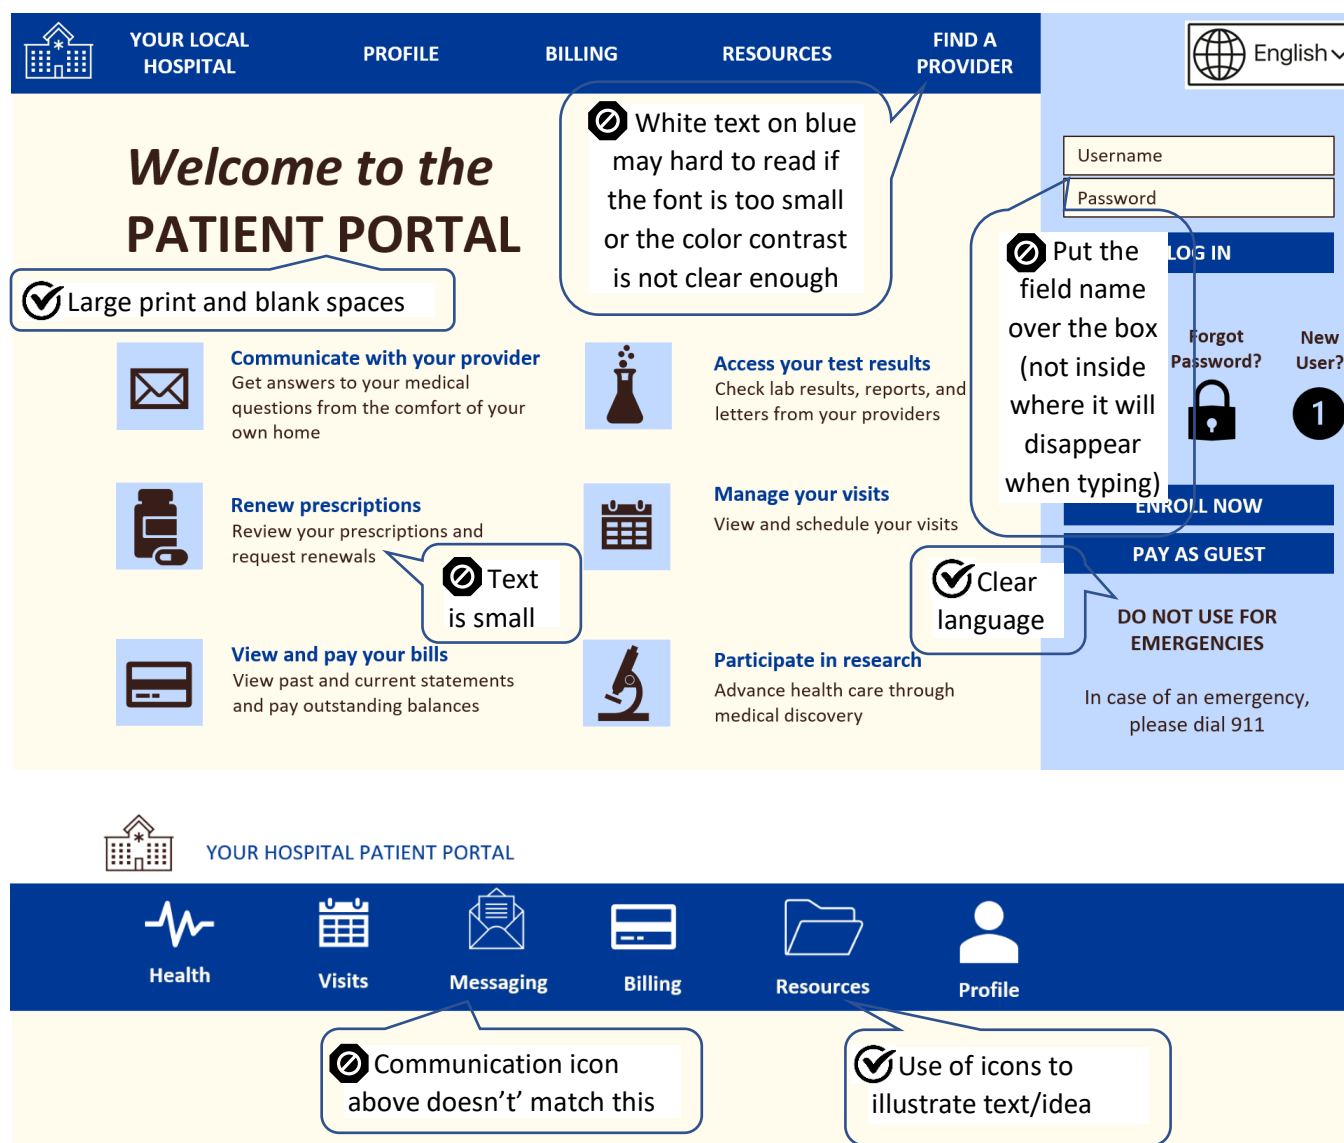 YOUR LOCAL
HOSPITAL
PROFILE
BILLING
RESOURCES
FIND A
PROVIDER
English
Welcome to the
PATIENT PORTAL
Large print and blank spaces
White text on blue
may hard to read if
the font is too small
or the color contrast
is not clear enough
Username
Password
LOG IN
Put the
field name
over the box
(not inside
where it will
disappear
when typing)
Forgot
Password?
New
User?
1
Communicate with your provider
Get answers to your medical
questions from the comfort of your
own home
Access your test results
Check lab results, reports, and
letters from your providers
Renew prescriptions
Review your prescriptions and
request renewals
Text
is small
Manage your visits
View and schedule your visits
ENROLL NOW
PAY AS GUEST
Clear
language
DO NOT USE FOR
EMERGENCIES
In case of an emergency,
please dial 911
View and pay your bills
View past and current statements
and pay outstanding balances
Participate in research
Advance health care through
medical discovery
YOUR HOSPITAL PATIENT PORTAL
Health
Visits
Messaging
Billing
Resources
Profile
Communication icon
above doesn't' match this
Use of icons to
illustrate text/idea